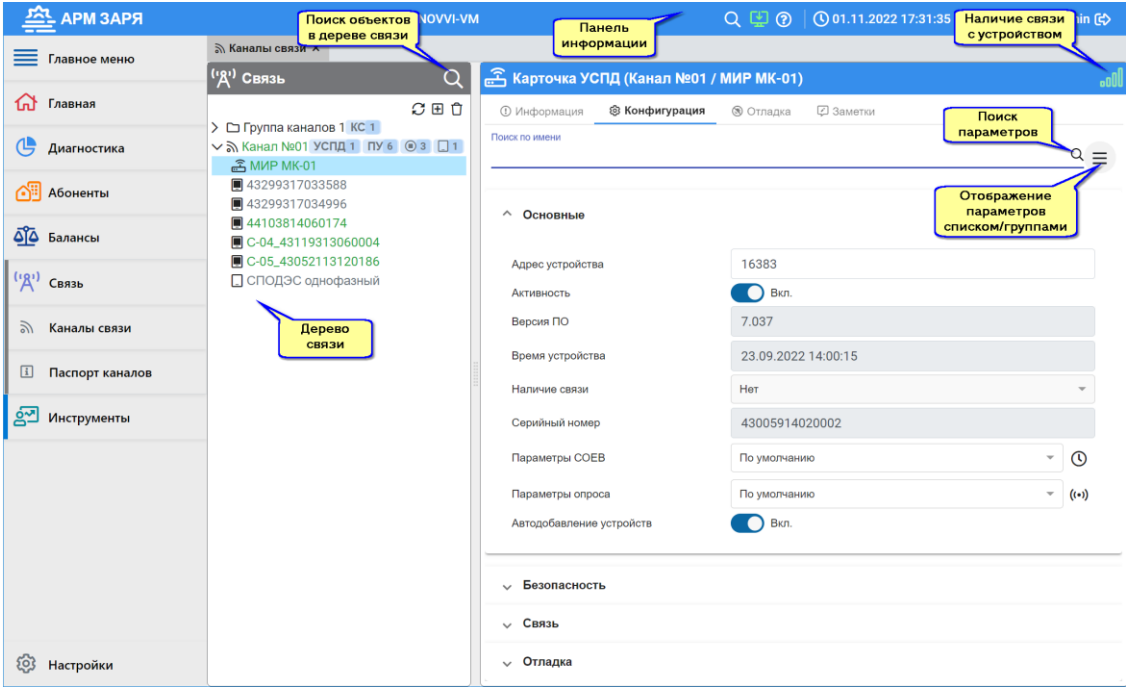 АРМ ЗАРЯ
NOVVI-VM
01.11.2022 17:31:35
Поиск объектов
в дереве связи
Панель
информации
Наличие связи
с устройством
Главное меню
Главная
Диагностика
Абоненты
Балансы
Связь
Каналы связи
Паспорт каналов
Инструменты
Настройки
Каналы связи ×
Связь
Группа каналов 1 КС 1
Канал №01 УСПД 1 ПУ 6 3 1
МИР МК-01
43299317033588
43299317034996
44103814060174
С-04_43119313060004
С-05_43052113120186
СПОДЭС однофазный
Дерево
связи
Карточка УСПД (Канал №01 / МИР МК-01)
Информация
Конфигурация
Отладка
Заметки
Поиск по имени
Поиск
параметров
Отображение
параметров
списком/группами
Основные
Адрес устройства 16383
Активность Вкл.
Версия ПО 7.037
Время устройства 23.09.2022 14:00:15
Наличие связи Нет
Серийный номер 43005914020002
Параметры СОЕВ По умолчанию
Параметры опроса По умолчанию
Автодобавление устройств Вкл.
Безопасность
Связь
Отладка